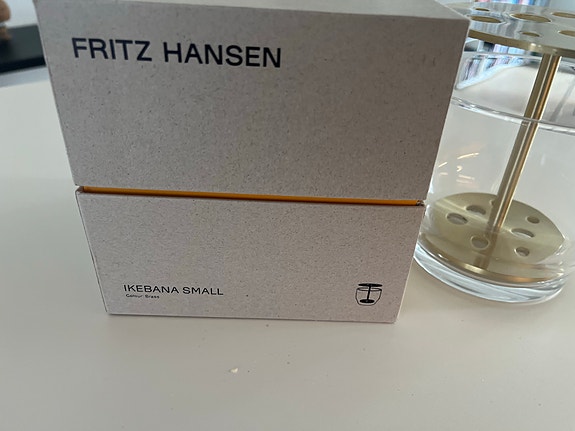 FRITZ HANSEN
IKEBANA SMALL
Colour: Brass